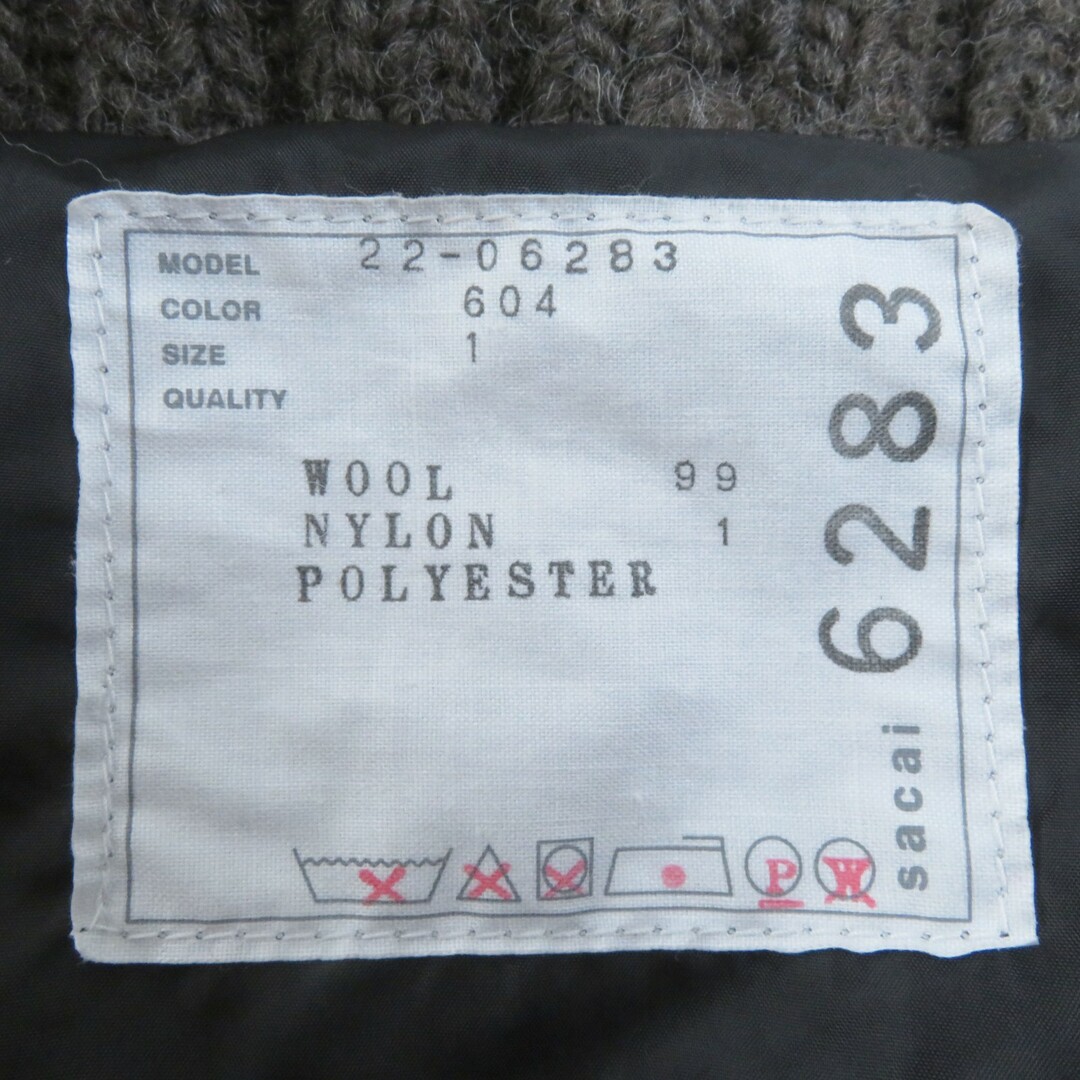 MODEL 22-06283
COLOR 604
SIZE 1
QUALITY
WOOL 99
NYLON 1
POLYESTER
P W
sacai 6283